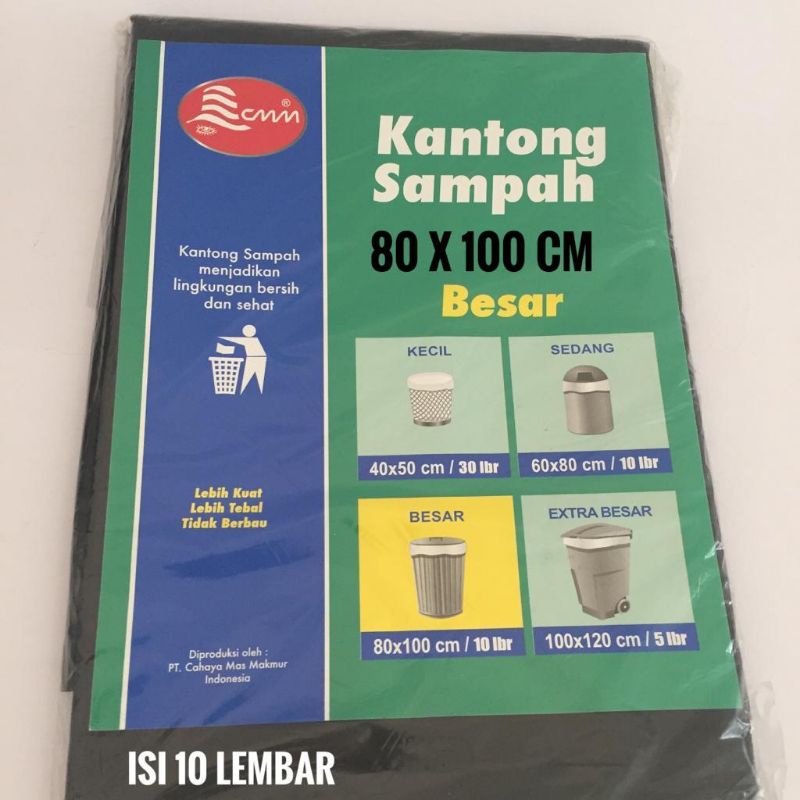 CMM ®
Kantong Sampah
menjadikan
lingkungan bersih
dan sehat
Lebih Kuat
Lebih Tebal
Tidak Berbau
Diproduksi oleh :
PT. Cahaya Mas Makmur
Indonesia
Kantong
Sampah
80 X 100 CM
Besar
KECIL
40x50 cm / 30 lbr
SEDANG
60x80 cm / 10 lbr
BESAR
80x100 cm / 10 lbr
EXTRA BESAR
100x120 cm / 5 lbr
ISI 10 LEMBAR